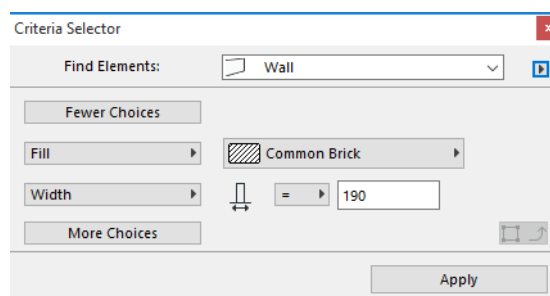 Criteria Selector
Find Elements: Wall
Fewer Choices
Fill Common Brick
Width = 190
More Choices
Apply